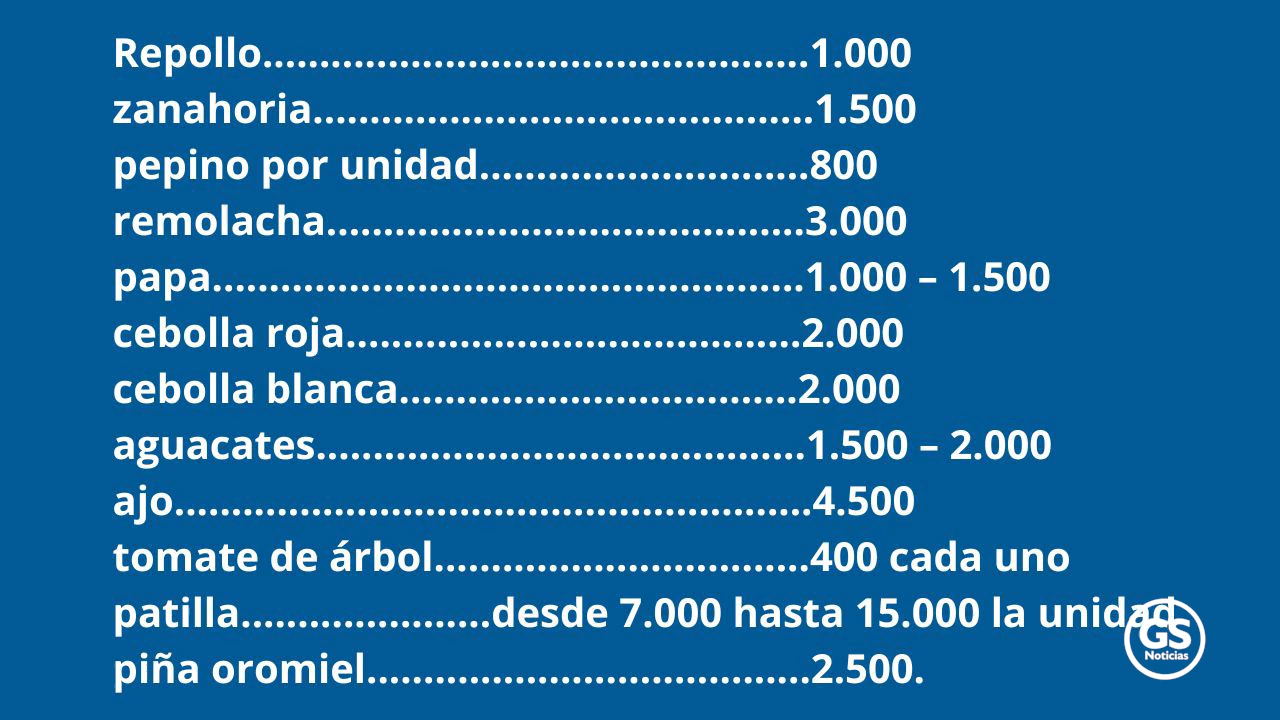 Repollo................................................1.000
zanahoria............................................1.500
pepino por unidad.............................800
remolacha..........................................3.000
papa....................................................1.000 – 1.500
cebolla roja........................................2.000
cebolla blanca...................................2.000
aguacates...........................................1.500 – 2.000
ajo........................................................4.500
tomate de árbol.................................400 cada uno
patilla......................desde 7.000 hasta 15.000 la unidad
piña oromiel.......................................2.500.
GS
Noticias